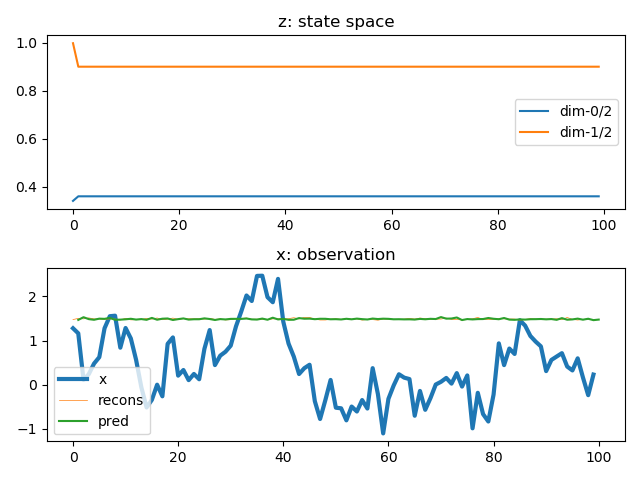 z: state space
1.0
0.8
0.6
0.4
dim-0/2
dim-1/2
0 20 40 60 80 100
x: observation
2
1
0
−1
x
recons
pred
0 20 40 60 80 100